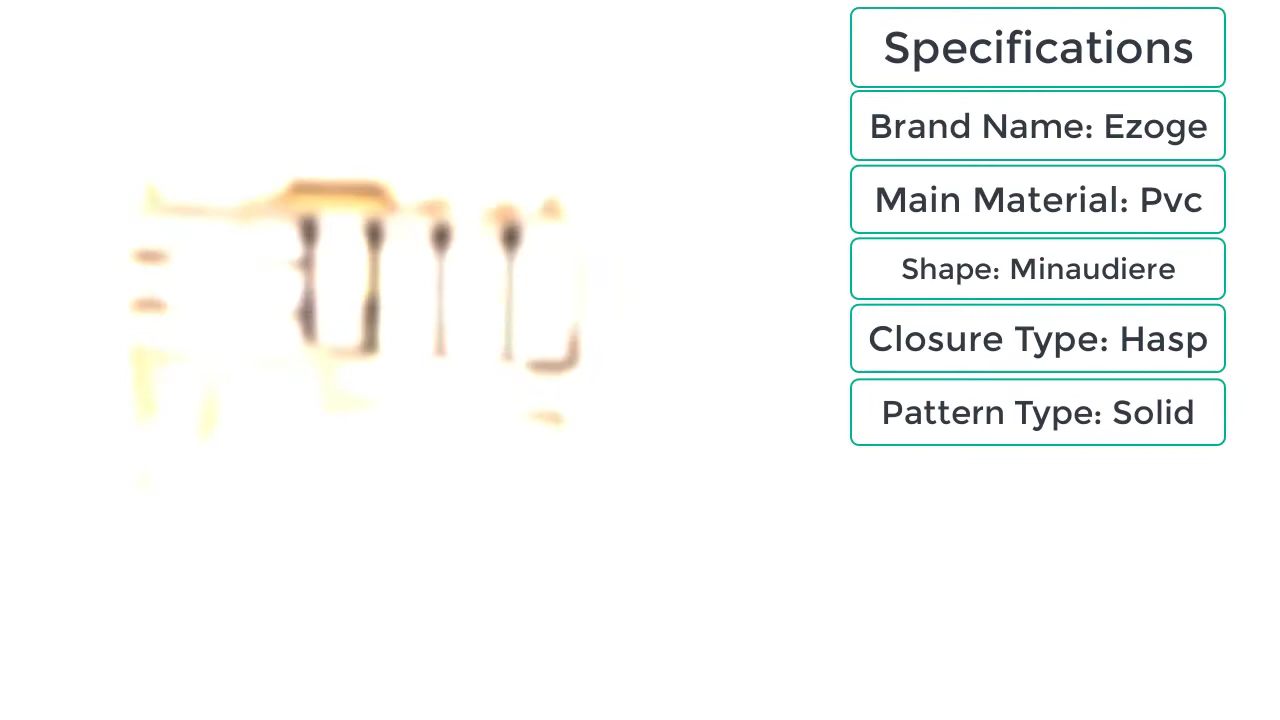 Specifications
Brand Name: Ezoge
Main Material: Pvc
Shape: Minaudiere
Closure Type: Hasp
Pattern Type: Solid